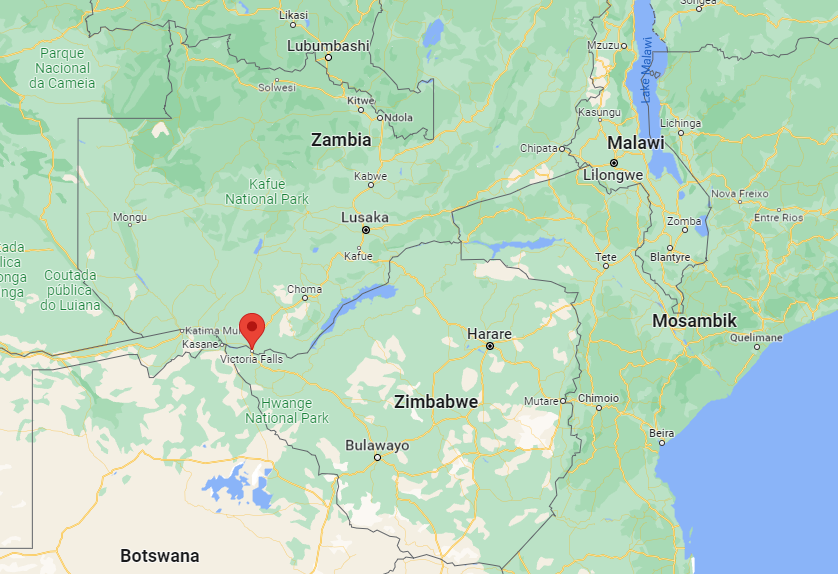 Likasi
Songea
Lubumbashi
Mzuzu
Parque
Nacional
da Cameia
Lake Malawi
Solwesi
Kitwe
Ndola
Kasungu
Lichinga
Zambia
Malawi
Chipata
Lilongwe
Kabwe
Kafue
National Park
Nova Freixo
Mongu
Lusaka
Entre Rios
Zomba
Kafue
Blantyre
Tete
Coutada
pública
do Luiana
Choma
Mosambik
Katima Mu
Harare
Quelimane
Kasane
Victoria Falls
Hwange
National Park
Zimbabwe
Mutare
Chimoio
Beira
Bulawayo
Botswana